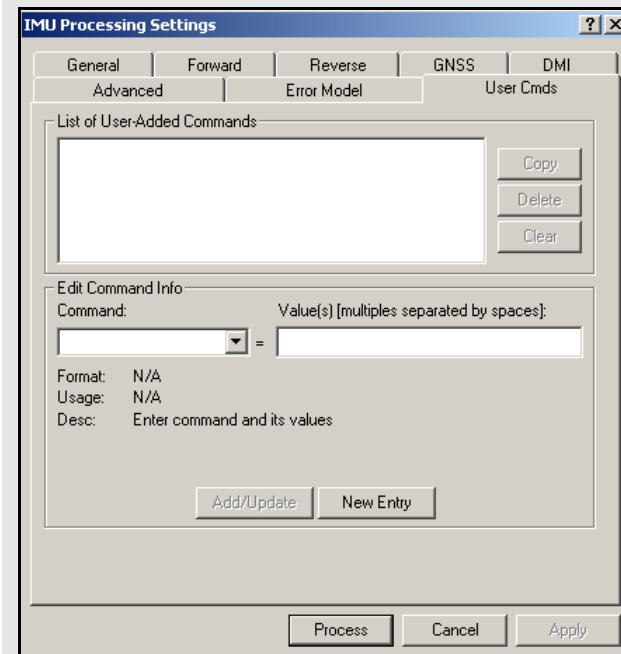 IMU Processing Settings
General Forward Reverse GNSS DMI
Advanced Error Model User Cmds
List of User-Added Commands
Copy
Delete
Clear
Edit Command Info
Command: Value(s) [multiples separated by spaces]:
=
Format: N/A
Usage: N/A
Desc: Enter command and its values
Add/Update New Entry
Process Cancel Apply